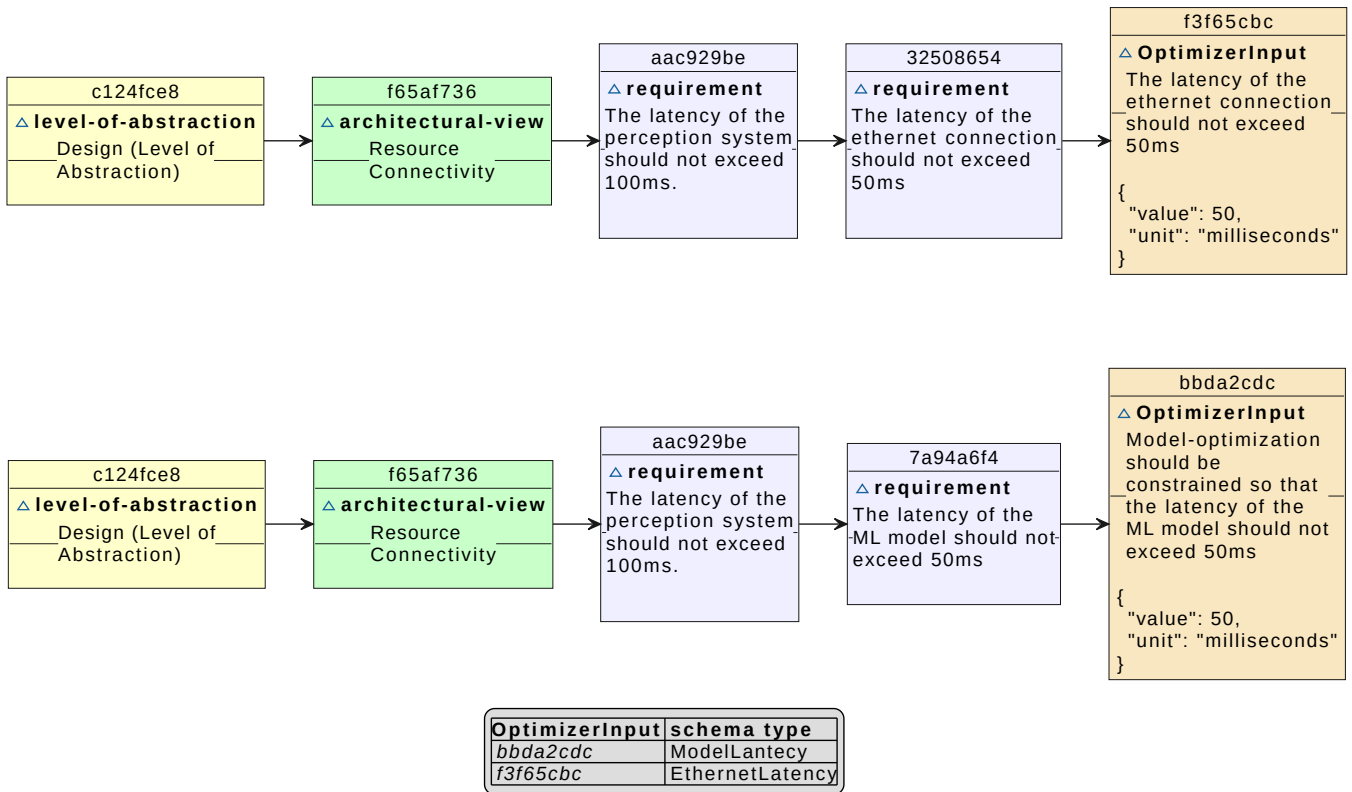 c124fce8
level-of-abstraction
Design (Level of
Abstraction)
f65af736
architectural-view
Resource
Connectivity
aac929be
requirement
The latency of the
perception system
should not exceed
100ms.
32508654
requirement
The latency of the
ethernet connection
should not exceed
50ms
f3f65cbc
OptimizerInput
The latency of the
ethernet connection
should not exceed
50ms
{
"value": 50,
"unit": "milliseconds"
}
c124fce8
level-of-abstraction
Design (Level of
Abstraction)
f65af736
architectural-view
Resource
Connectivity
aac929be
requirement
The latency of the
perception system
should not exceed
100ms.
7a94a6f4
requirement
The latency of the
ML model should not
exceed 50ms
bbda2cdc
OptimizerInput
Model-optimization
should be
constrained so that
the latency of the
ML model should not
exceed 50ms
{
"value": 50,
"unit": "milliseconds"
}
OptimizerInput schema type
bbda2cdc ModelLantecy
f3f65cbc EthernetLatency